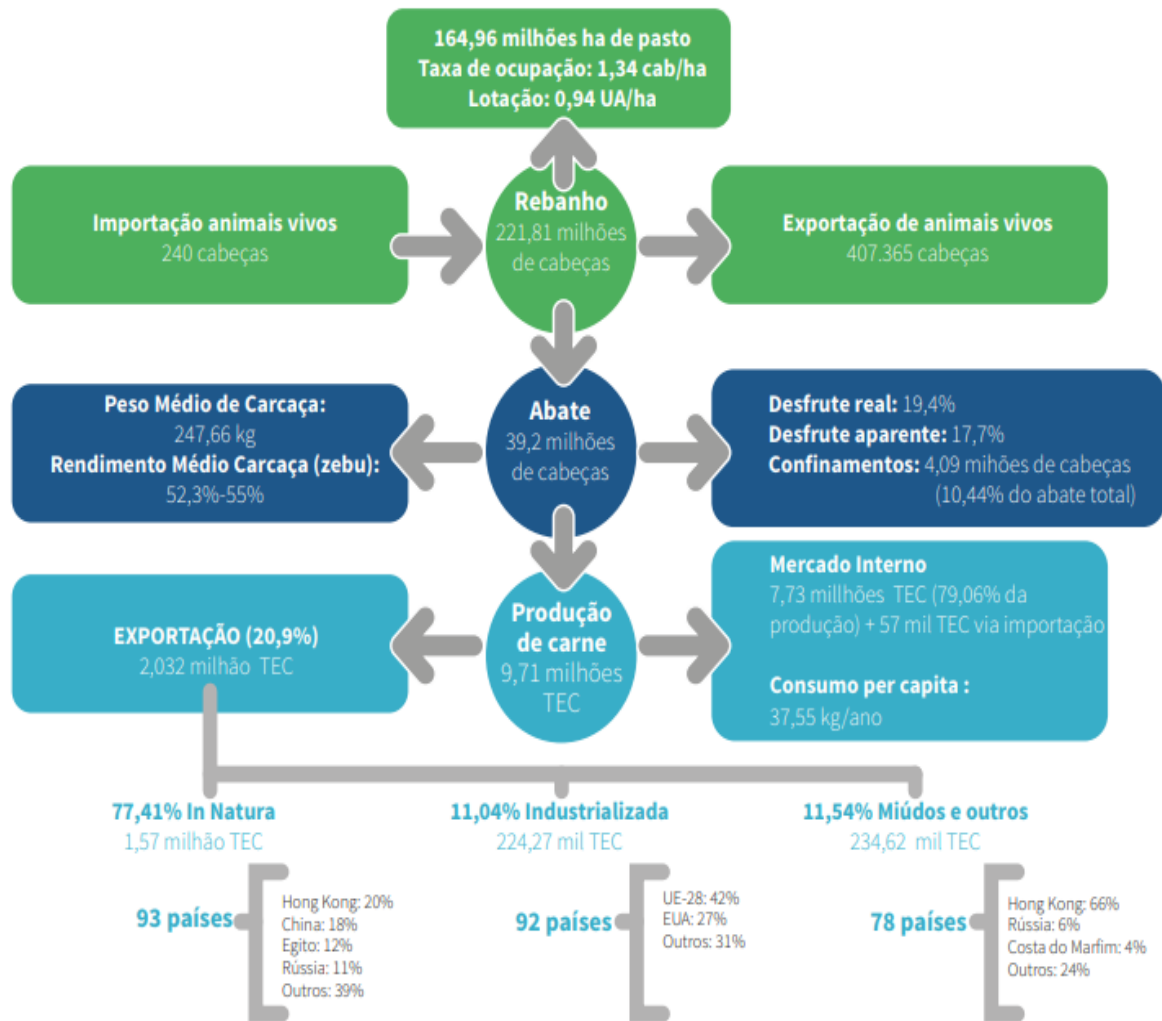 164,96 milhões ha de pasto
Taxa de ocupação: 1,34 cab/ha
Lotação: 0,94 UA/ha
Importação animais vivos
240 cabeças
Rebanho
221,81 milhões
de cabeças
Exportação de animais vivos
407.365 cabeças
Peso Médio de Carcaça:
247,66 kg
Rendimento Médio Carcaça (zebu):
52,3%-55%
Abate
39,2 milhões
de cabeças
Desfrute real: 19,4%
Desfrute aparente: 17,7%
Confinamentos: 4,09 mihões de cabeças
(10,44% do abate total)
EXPORTAÇÃO (20,9%)
2,032 milhão TEC
Produção
de carne
9,71 milhões
TEC
Mercado Interno
7,73 millhões TEC (79,06% da
produção) + 57 mil TEC via importação
Consumo per capita :
37,55 kg/ano
77,41% In Natura
1,57 milhão TEC
93 países
Hong Kong: 20%
China: 18%
Egito: 12%
Rússia: 11%
Outros: 39%
11,04% Industrializada
224,27 mil TEC
92 países
UE-28: 42%
EUA: 27%
Outros: 31%
11,54% Miúdos e outros
234,62 mil TEC
78 países
Hong Kong: 66%
Rússia: 6%
Costa do Marfim: 4%
Outros: 24%